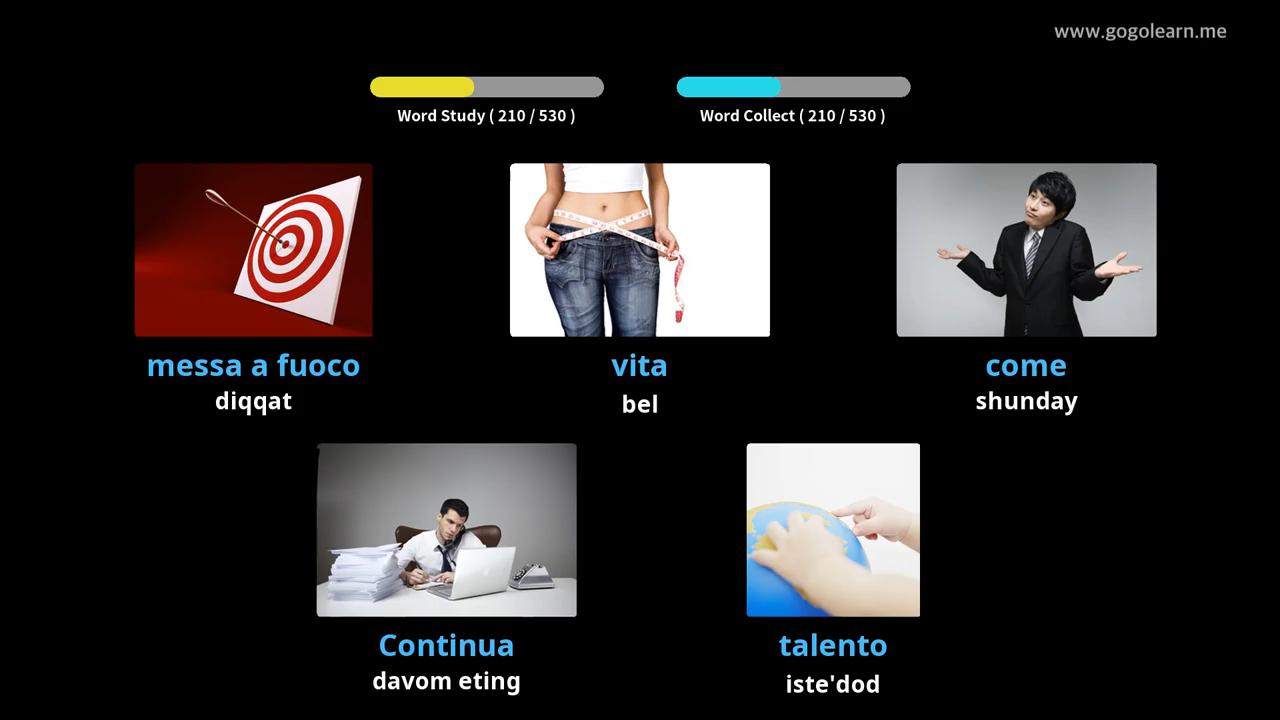 www.gogolearn.me
Word Study ( 210 / 530 )
Word Collect ( 210 / 530 )
messa a fuoco
diqqat
vita
bel
come
shunday
Continua
davom eting
talento
iste'dod